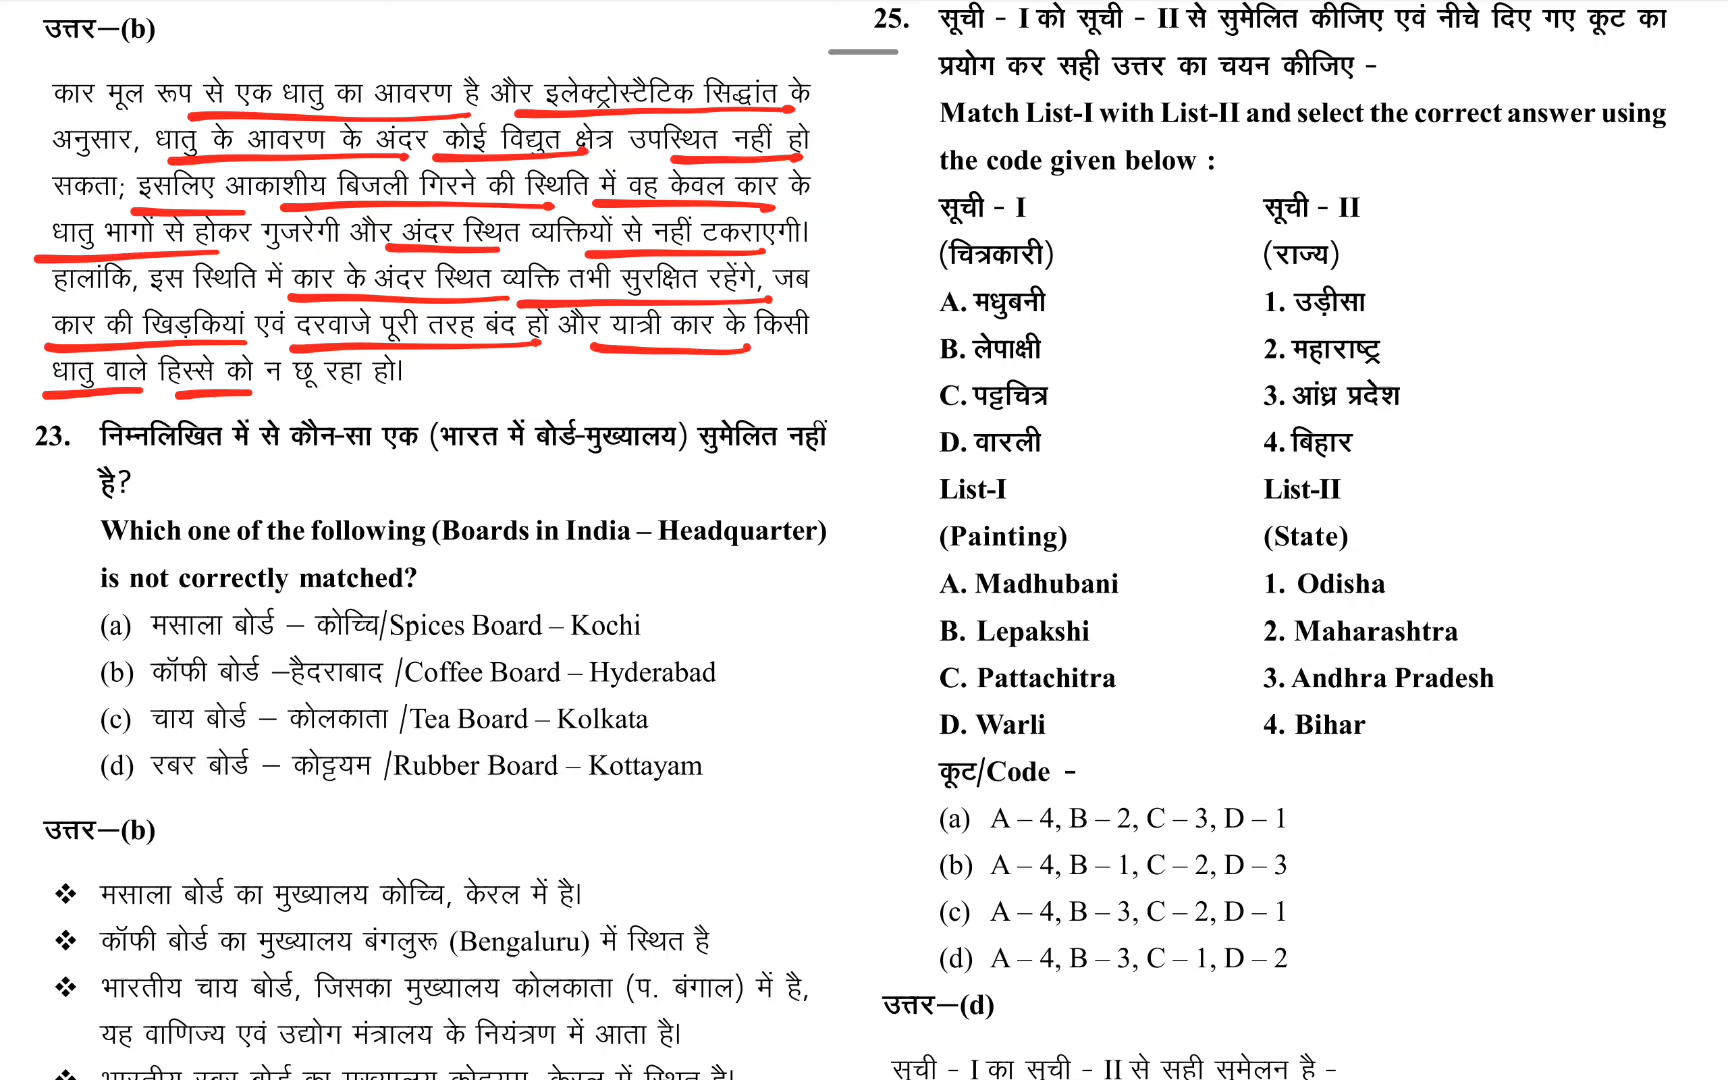 उत्तर—(b)
कार मूल रूप से एक धातु का आवरण है और इलेक्ट्रोस्टैटिक सिद्धांत के
अनुसार, धातु के आवरण के अंदर कोई विद्युत क्षेत्र उपस्थित नहीं हो
सकता; इसलिए आकाशीय बिजली गिरने की स्थिति में वह केवल कार के
धातु भागों से होकर गुजरेगी और अंदर स्थित व्यक्तियों से नहीं टकराएगी।
हालांकि, इस स्थिति में कार के अंदर स्थित व्यक्ति तभी सुरक्षित रहेंगे, जब
कार की खिड़कियां एवं दरवाजे पूरी तरह बंद हों और यात्री कार के किसी
धातु वाले हिस्से को न छू रहा हो।
23. निम्नलिखित में से कौन-सा एक (भारत में बोर्ड-मुख्यालय) सुमेलित नहीं
है?
Which one of the following (Boards in India – Headquarter)
is not correctly matched?
(a) मसाला बोर्ड – कोच्चि/Spices Board – Kochi
(b) कॉफी बोर्ड –हैदराबाद /Coffee Board – Hyderabad
(c) चाय बोर्ड – कोलकाता /Tea Board – Kolkata
(d) रबर बोर्ड – कोट्टयम /Rubber Board – Kottayam
उत्तर—(b)
❖ मसाला बोर्ड का मुख्यालय कोच्चि, केरल में है।
❖ कॉफी बोर्ड का मुख्यालय बंगलुरू (Bengaluru) में स्थित है
❖ भारतीय चाय बोर्ड, जिसका मुख्यालय कोलकाता (प. बंगाल) में है,
यह वाणिज्य एवं उद्योग मंत्रालय के नियंत्रण में आता है।
❖ भारतीय रबर बोर्ड का मुख्यालय कोट्टयम, केरल में स्थित है।
25. सूची - I को सूची - II से सुमेलित कीजिए एवं नीचे दिए गए कूट का
प्रयोग कर सही उत्तर का चयन कीजिए -
Match List-I with List-II and select the correct answer using
the code given below :
सूची - I सूची - II
(चित्रकारी) (राज्य)
A. मधुबनी 1. उड़ीसा
B. लेपाक्षी 2. महाराष्ट्र
C. पट्टचित्र 3. आंध्र प्रदेश
D. वारली 4. बिहार
List-I List-II
(Painting) (State)
A. Madhubani 1. Odisha
B. Lepakshi 2. Maharashtra
C. Pattachitra 3. Andhra Pradesh
D. Warli 4. Bihar
कूट/Code -
(a) A – 4, B – 2, C – 3, D – 1
(b) A – 4, B – 1, C – 2, D – 3
(c) A – 4, B – 3, C – 2, D – 1
(d) A – 4, B – 3, C – 1, D – 2
उत्तर—(d)
सूची - I का सूची - II से सही सुमेलन है -